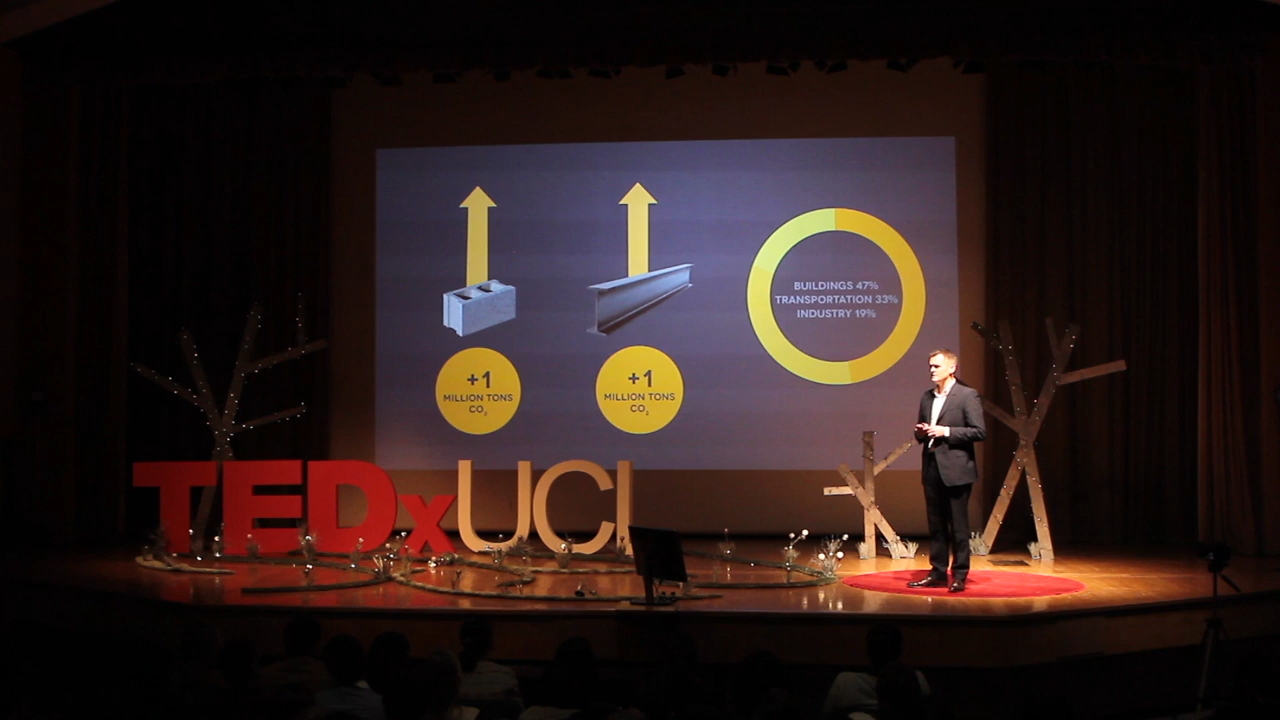 +1
MILLION TONS
CO₂
+1
MILLION TONS
CO₂
BUILDINGS 47%
TRANSPORTATION 33%
INDUSTRY 19%
TEDxUCI